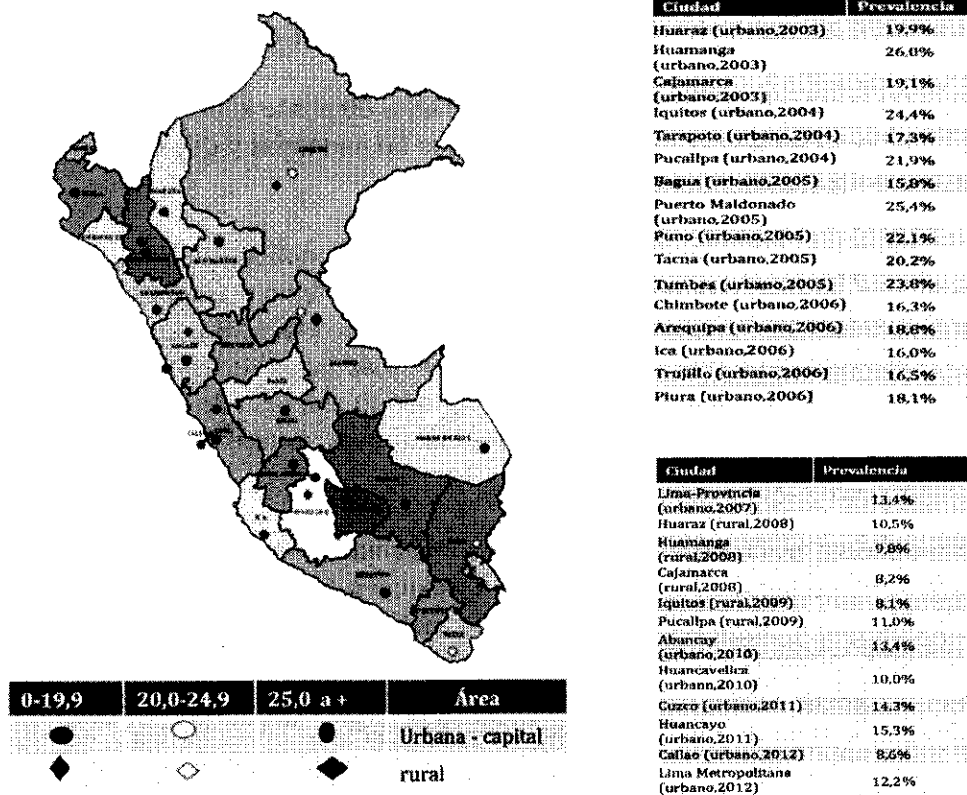 Ciudad Prevalencia
Huaraz (urbano,2003) 19,9%
Huamanga 26,0%
(urbano,2003)
Cajamarca 19,1%
(urbano,2003)
Iquitos (urbano,2004) 24,4%
Tarapoto (urbano,2004) 17,3%
Pucallpa (urbano,2004) 21,9%
Bagua (urbano,2005) 15,8%
Puerto Maldonado 25,4%
(urbano,2005)
Puno (urbano,2005) 22,1%
Tacna (urbano,2005) 20,2%
Tumbes (urbano,2005) 23,8%
Chimbote (urbano,2006) 16,3%
Arequipa (urbano,2006) 18,8%
Ica (urbano,2006) 16,0%
Trujillo (urbano,2006) 16,5%
Piura (urbano,2006) 18,1%
Ciudad Prevalencia
Lima-Provincia 13,4%
(urbano,2007)
Huaraz (rural,2008) 10,5%
Huamanga 9,8%
(rural,2008)
Cajamarca 8,2%
(rural,2008)
Iquitos (rural,2009) 8,1%
Pucallpa (rural,2009) 11,0%
Abancay 13,4%
(urbano,2010)
Huancavelica 10,0%
(urbano,2010)
Cuzco (urbano,2011) 14,3%
Huancayo 15,3%
(urbano,2011)
Callao (urbano,2012) 8,6%
Lima Metropolitana 12,2%
(urbano,2012)
0-19,9 20,0-24,9 25,0 a + Área
Urbana - capital
rural